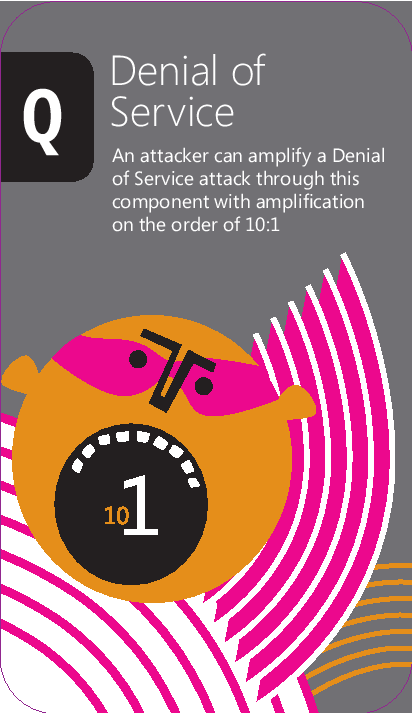 Q
Denial of
Service
An attacker can amplify a Denial
of Service attack through this
component with amplification
on the order of 10:1
10 1